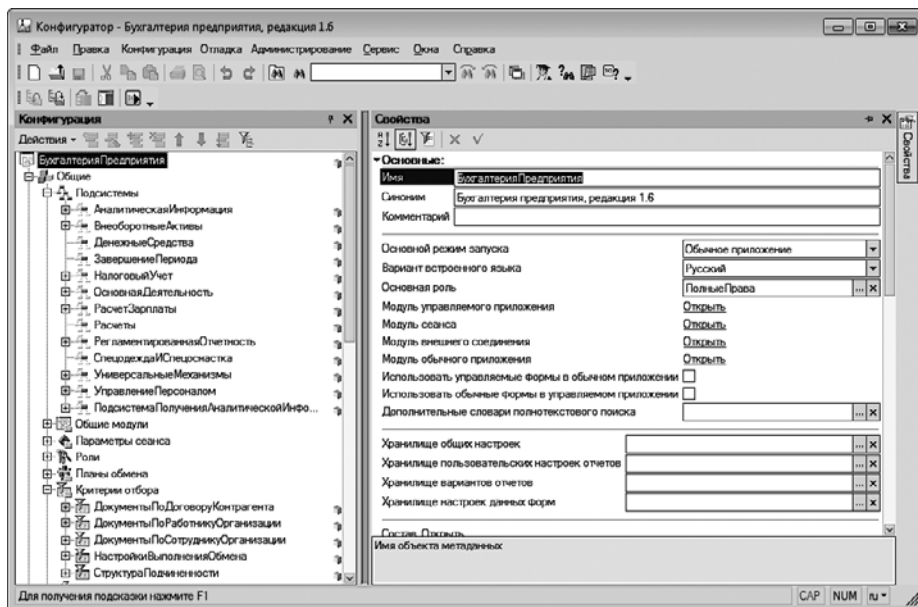 Конфигуратор - Бухгалтерия предприятия, редакция 1.6
Файл Правка Конфигурация Отладка Администрирование Сервис Окна Справка
Конфигурация
Действия
БухгалтерияПредприятия
Общие
Подсистемы
АналитическаяИнформация
ВнеоборотныеАктивы
ДенежныеСредства
ЗавершениеПериода
НалоговыйУчет
ОсновнаяДеятельность
РасчетЗарплаты
Расчеты
РегламентированнаяОтчетность
СпецодеждаИСпецоснастка
УниверсальныеМеханизмы
УправлениеПерсоналом
ПодсистемаПолученияАналитическойИнфо...
Общие модули
Параметры сеанса
Роли
Планы обмена
Критерии отбора
ДокументыПоДоговоруКонтрагента
ДокументыПоРаботникуОрганизации
ДокументыПоСотрудникуОрганизации
НастройкиВыполненияОбмена
СтруктураПодчиненности
Свойства
Основные:
Имя БухгалтерияПредприятия
Синоним Бухгалтерия предприятия, редакция 1.6
Комментарий
Основной режим запуска Обычное приложение
Вариант встроенного языка Русский
Основная роль ПолныеПрава ... ×
Модуль управляемого приложения Открыть
Модуль сеанса Открыть
Модуль внешнего соединения Открыть
Модуль обычного приложения Открыть
Использовать управляемые формы в обычном приложении
Использовать обычные формы в управляемом приложении
Дополнительные словари полнотекстового поиска ... ×
Хранилище общих настроек ... ×
Хранилище пользовательских настроек отчетов ... ×
Хранилище вариантов отчетов ... ×
Хранилище настроек данных форм ... ×
Состав Открыть
Имя объекта метаданных
Свойства
Для получения подсказки нажмите F1
CAP NUM ru